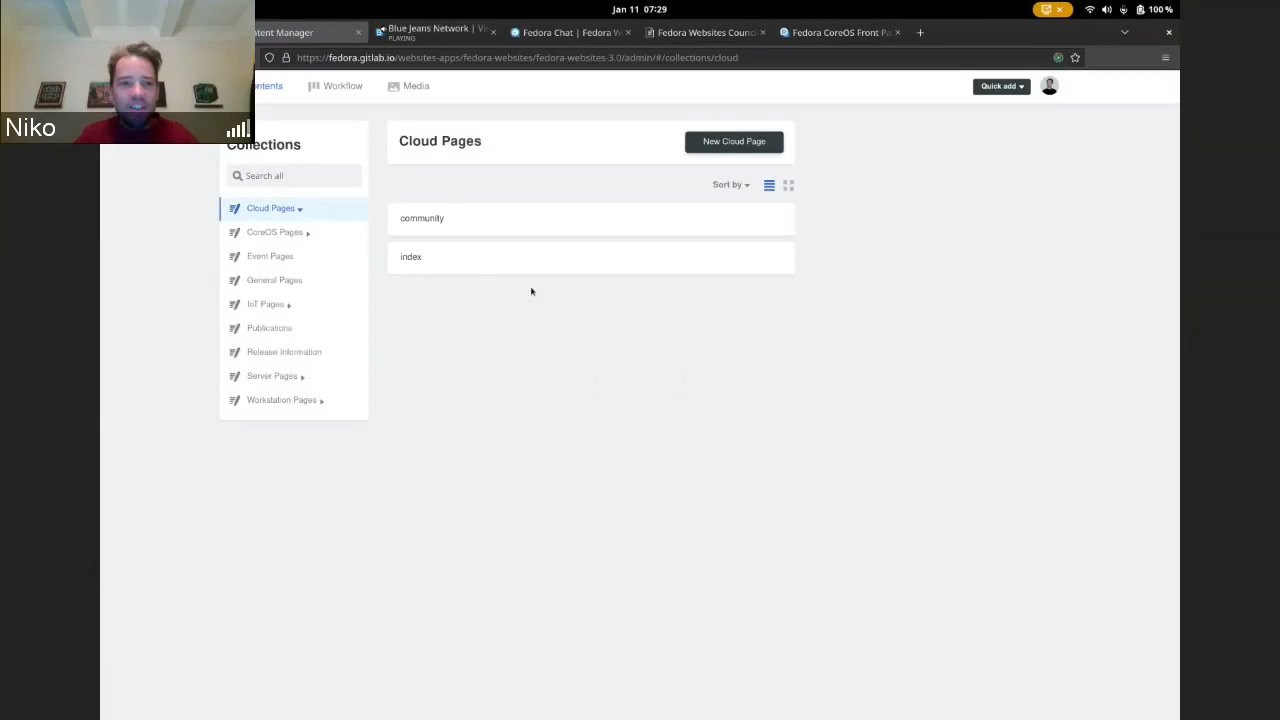 Jan 11 07:29
100 %
ntent Manager
Blue Jeans Network | Vi
PLAYING
Fedora Chat | Fedora W
Fedora Websites Counci
Fedora CoreOS Front Pa
https://fedora.gitlab.io/websites-apps/fedora-websites/fedora-websites-3.0/admin/#/collections/cloud
ntents
Workflow
Media
Quick add
Niko
Collections
Search all
Cloud Pages
CoreOS Pages
Event Pages
General Pages
IoT Pages
Publications
Release Information
Server Pages
Workstation Pages
Cloud Pages
New Cloud Page
Sort by
community
index